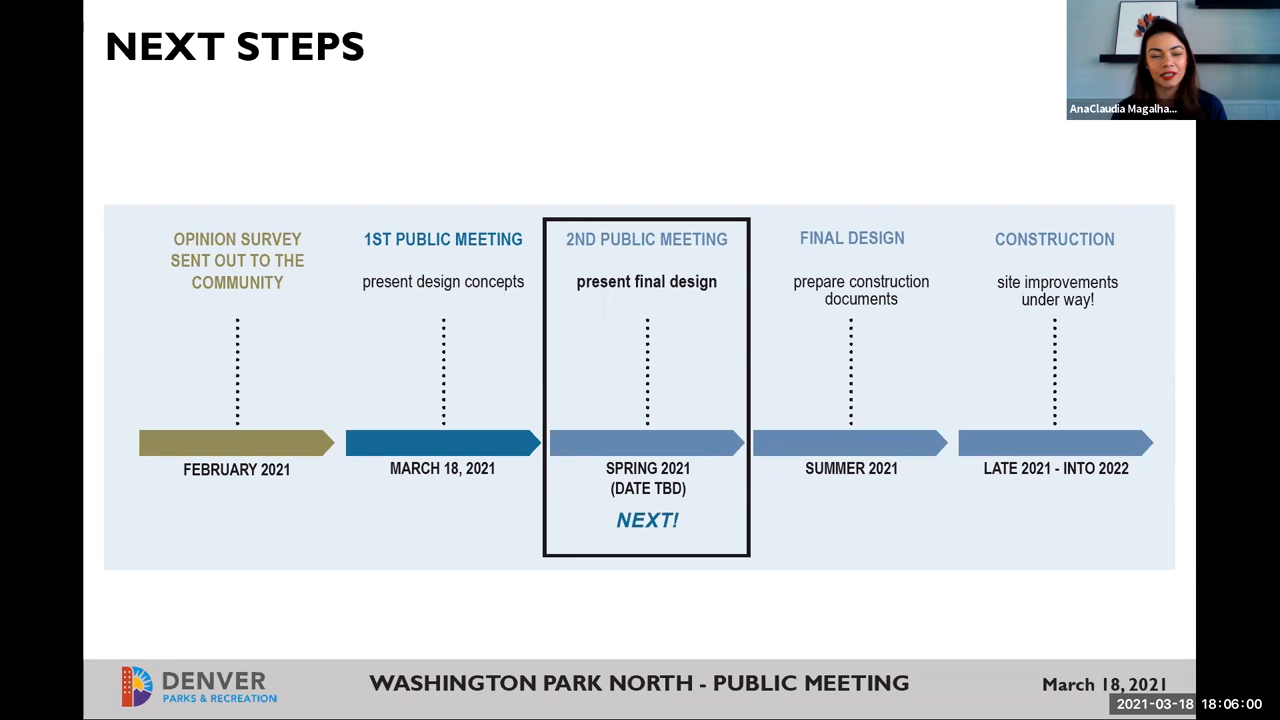 NEXT STEPS
AnaClaudia Magalha...
OPINION SURVEY
SENT OUT TO THE
COMMUNITY
FEBRUARY 2021
1ST PUBLIC MEETING
present design concepts
MARCH 18, 2021
2ND PUBLIC MEETING
present final design
SPRING 2021
(DATE TBD)
NEXT!
FINAL DESIGN
prepare construction
documents
SUMMER 2021
CONSTRUCTION
site improvements
under way!
LATE 2021 - INTO 2022
DENVER
PARKS & RECREATION
WASHINGTON PARK NORTH - PUBLIC MEETING
March 18, 2021
2021-03-18 18:06:00